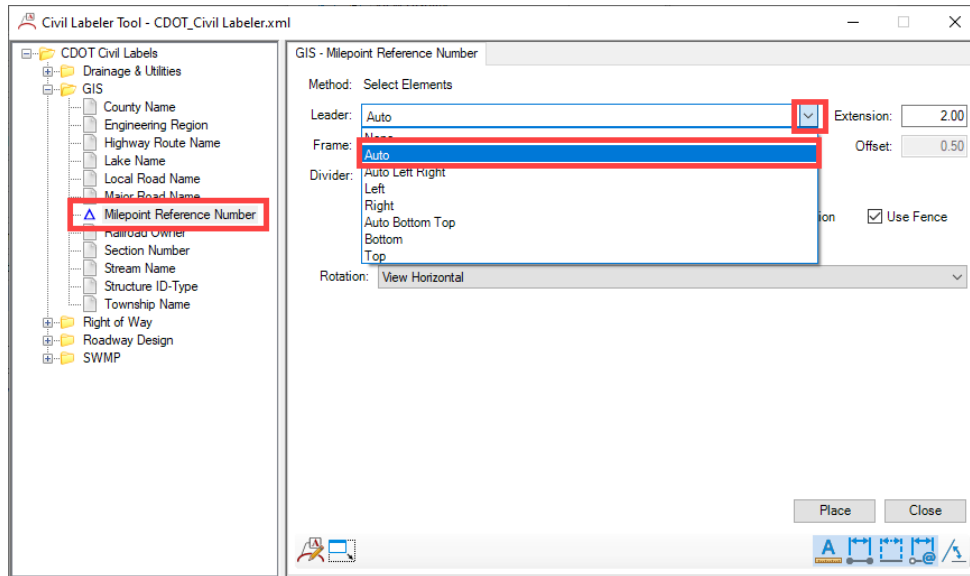 Civil Labeler Tool - CDOT_Civil Labeler.xml
CDOT Civil Labels
Drainage & Utilities
GIS
County Name
Engineering Region
Highway Route Name
Lake Name
Local Road Name
Major Road Name
Milepoint Reference Number
Railroad Owner
Section Number
Stream Name
Structure ID-Type
Township Name
Right of Way
Roadway Design
SWMP
GIS - Milepoint Reference Number
Method: Select Elements
Leader: Auto Extension: 2.00
None
Frame: Auto Offset: 0.50
Divider: Auto Left Right
Left
Right
Auto Bottom Top ion Use Fence
Bottom
Top
Rotation: View Horizontal
Place Close